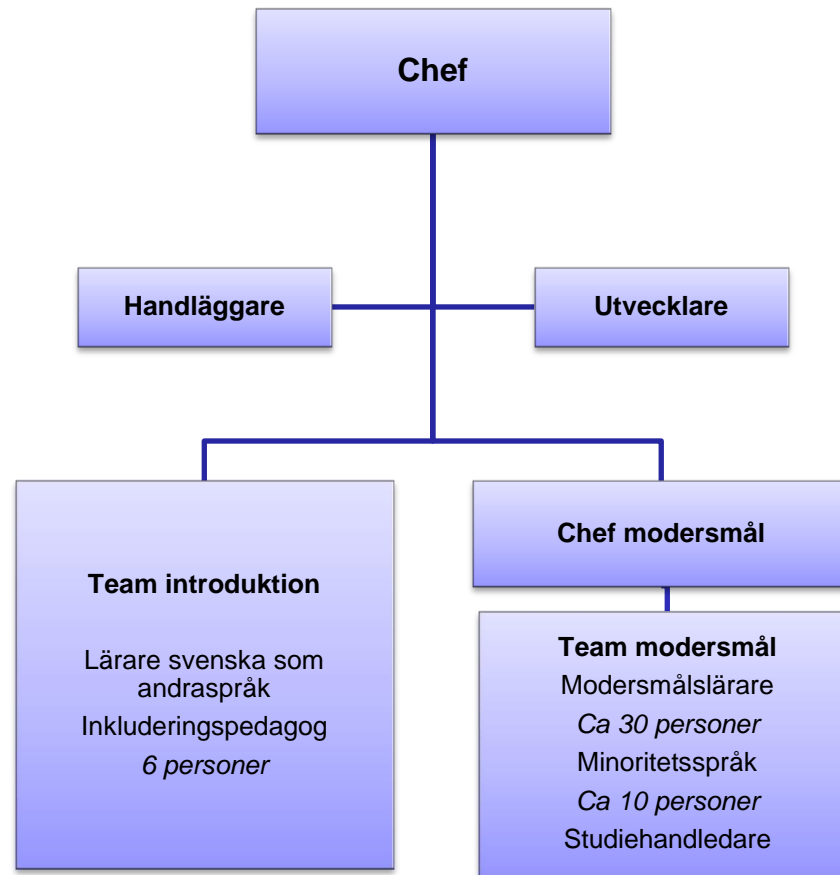 Chef
Handläggare
Utvecklare
Team introduktion
Lärare svenska som
andraspråk
Inkluderingspedagog
6 personer
Chef modersmål
Team modersmål
Modersmålslärare
Ca 30 personer
Minoritetsspråk
Ca 10 personer
Studiehandledare